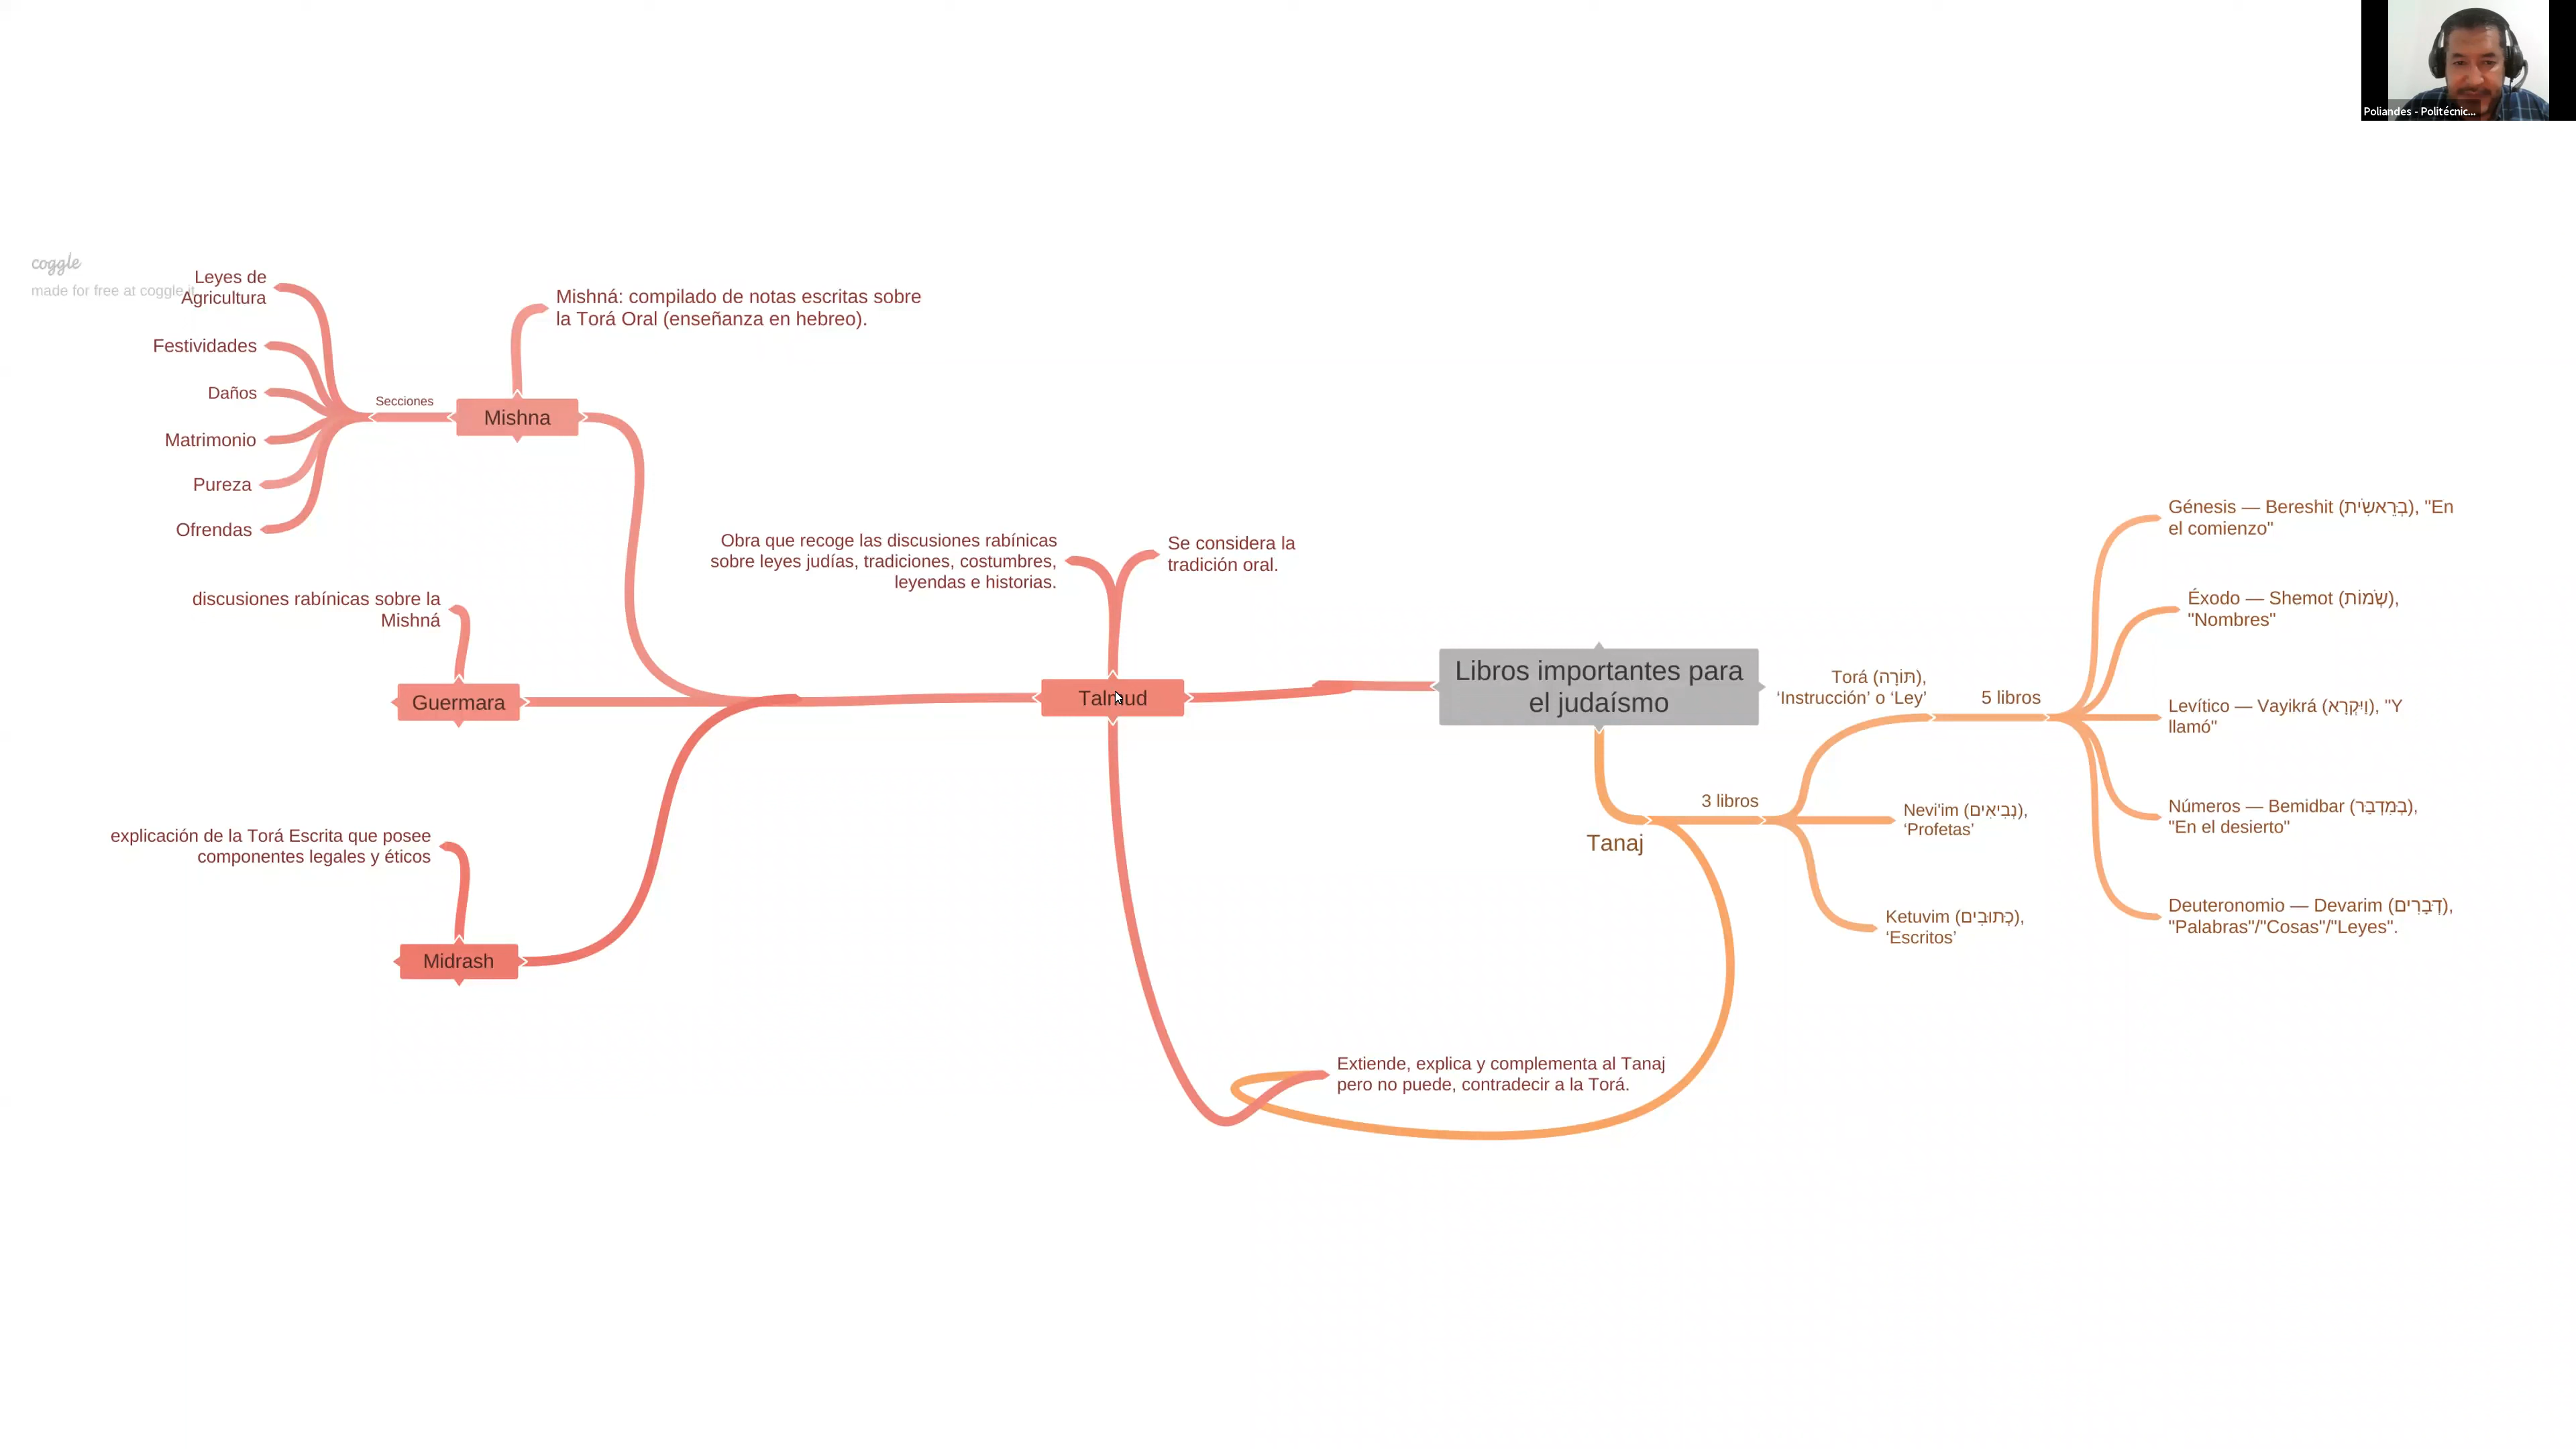 Poliandes - Politécnic...
coggle
made for free at coggle.it
Leyes de
Agricultura
Festividades
Daños
Matrimonio
Pureza
Ofrendas
Secciones
Mishna
Mishná: compilado de notas escritas sobre
la Torá Oral (enseñanza en hebreo).
discusiones rabínicas sobre la
Mishná
Guermara
explicación de la Torá Escrita que posee
componentes legales y éticos
Midrash
Obra que recoge las discusiones rabínicas
sobre leyes judías, tradiciones, costumbres,
leyendas e historias.
Se considera la
tradición oral.
Talmud
Libros importantes para
el judaísmo
Extiende, explica y complementa al Tanaj
pero no puede, contradecir a la Torá.
Tanaj
3 libros
Torá (תּוֹרָה),
‘Instrucción’ o ‘Ley’
5 libros
Nevi'im (נְבִיאִים),
‘Profetas’
Ketuvim (כְּתוּבִים),
‘Escritos’
Génesis — Bereshit (בְּרֵאשִׁית), "En
el comienzo"
Éxodo — Shemot (שְׁמוֹת),
"Nombres"
Levítico — Vayikrá (וַיִּקְרָא), "Y
llamó"
Números — Bemidbar (בְּמִדְבַּר),
"En el desierto"
Deuteronomio — Devarim (דְּבָרִים),
"Palabras"/"Cosas"/"Leyes".